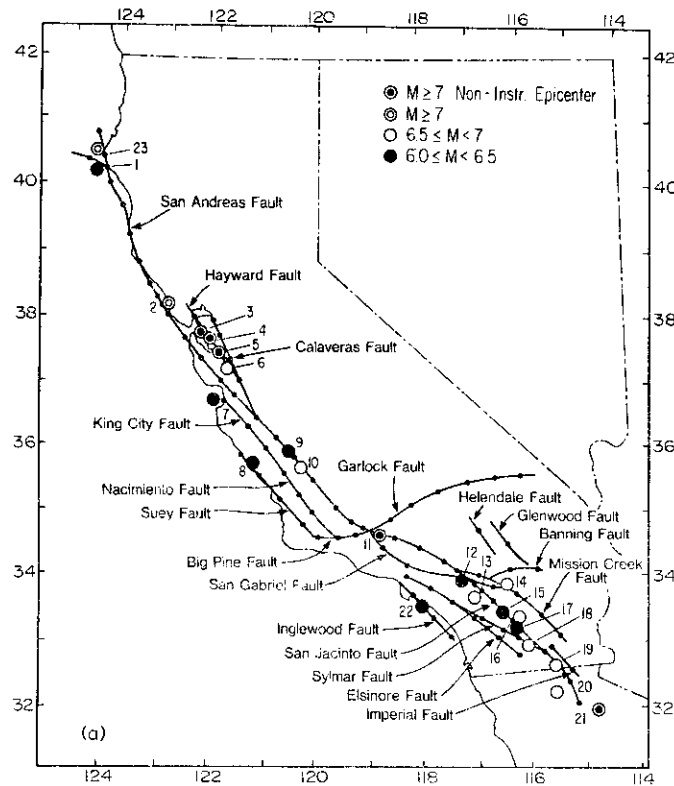 124 122 120 118 116
42
42
M ≥ 7 Non-Instr. Epicenter
M ≥ 7
6.5 ≤ M < 7
6.0 ≤ M < 6.5
23
1
40
40
San Andreas Fault
Hayward Fault
38
38
2
3
4
5
Calaveras Fault
6
7
King City Fault
9
36
36
10
Garlock Fault
8
Helendale Fault
Nacimiento Fault
Glenwood Fault
Suey Fault
Banning Fault
11
Big Pine Fault
12
13
Mission Creek
Fault
34
34
San Gabriel Fault
14
15
22
17
18
Inglewood Fault
San Jacinto Fault
16
19
Sylmar Fault
Elsinore Fault
20
Imperial Fault
32
32
21
(a)
124 122 120 118 116 114